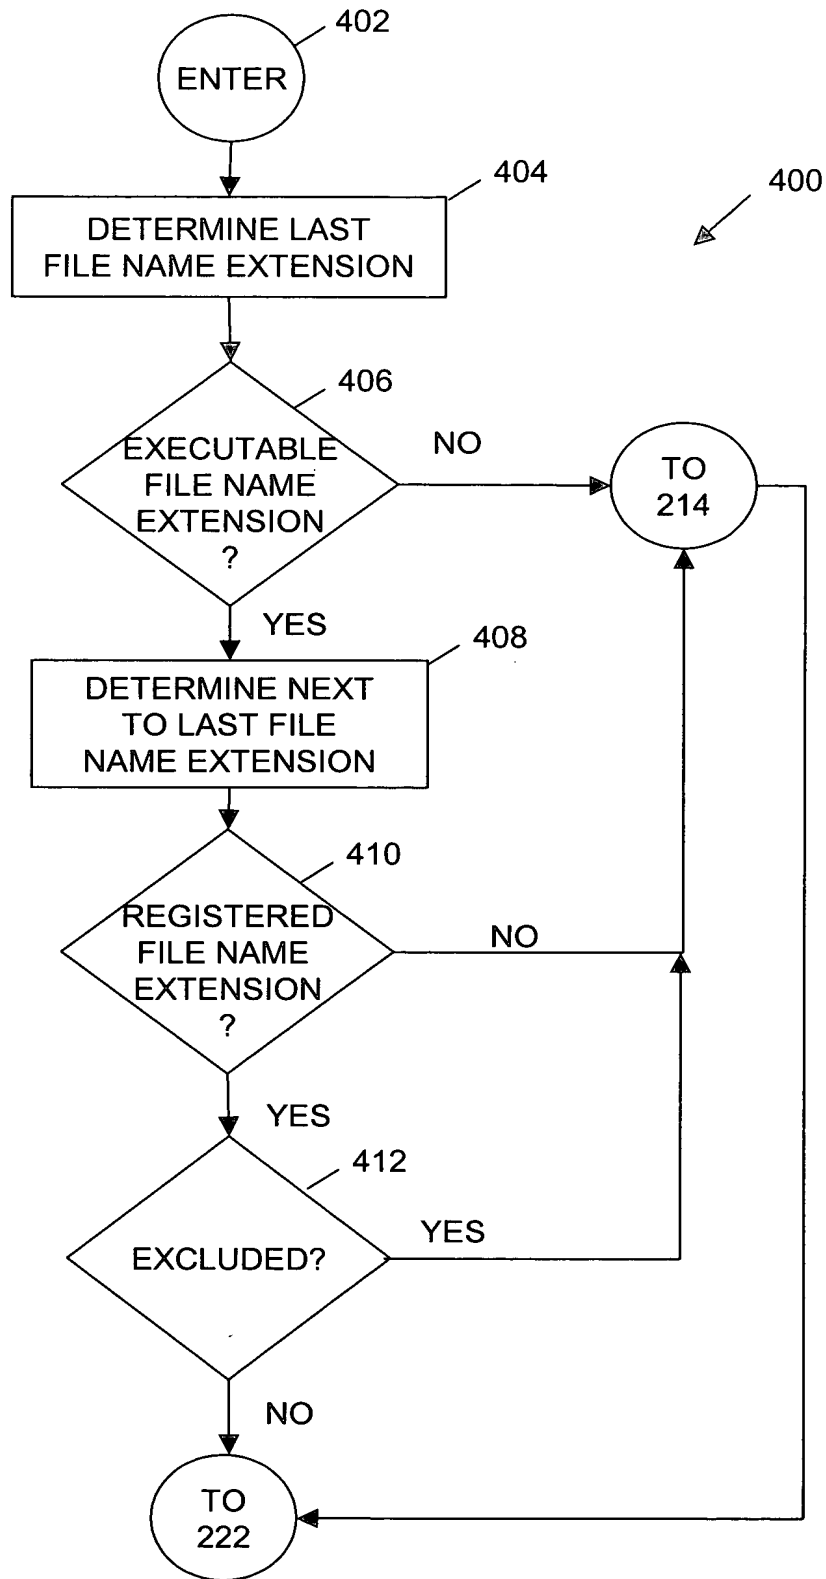 402
ENTER
404
400
DETERMINE LAST
FILE NAME EXTENSION
406
EXECUTABLE
FILE NAME
EXTENSION
?
NO
TO
214
YES
408
DETERMINE NEXT
TO LAST FILE
NAME EXTENSION
410
REGISTERED
FILE NAME
EXTENSION
?
NO
YES
412
EXCLUDED?
YES
NO
TO
222